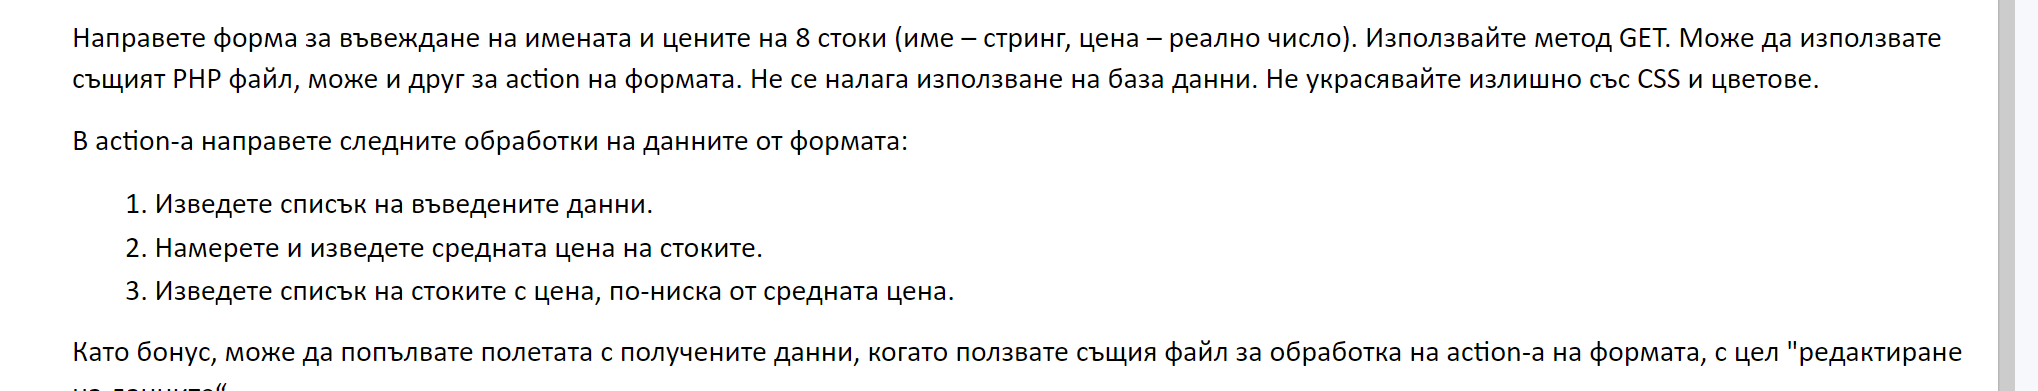 Направете форма за въвеждане на имената и цените на 8 стоки (име – стринг, цена – реално число). Използвайте метод GET. Може да използвате
същият PHP файл, може и друг за action на формата. Не се налага използване на база данни. Не украсявайте излишно със CSS и цветове.
В action-а направете следните обработки на данните от формата:
1. Изведете списък на въведените данни.
2. Намерете и изведете средната цена на стоките.
3. Изведете списък на стоките с цена, по-ниска от средната цена.
Като бонус, може да попълвате полетата с получените данни, когато ползвате същия файл за обработка на action-а на формата, с цел "редактиране